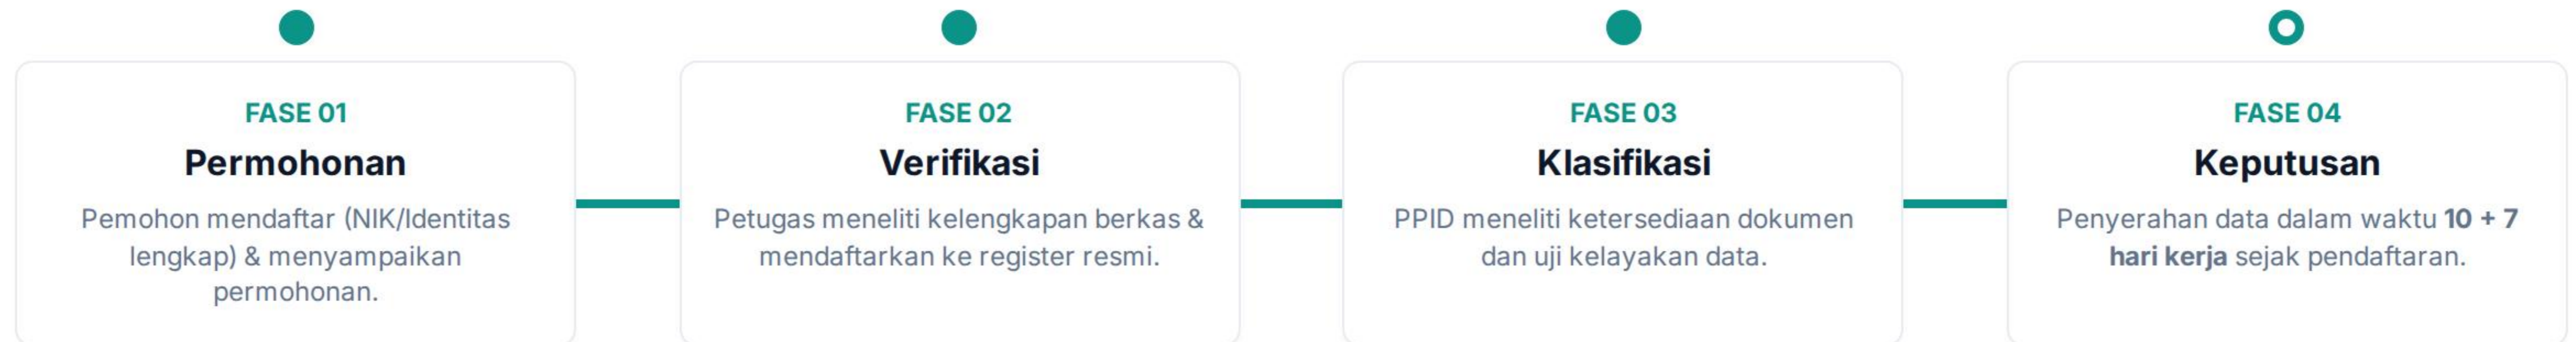 FASE 01
Permohonan
Pemohon mendaftar (NIK/Identitas
lengkap) & menyampaikan
permohonan.
FASE 02
Verifikasi
Petugas meneliti kelengkapan berkas &
mendaftarkan ke register resmi.
FASE 03
Klasifikasi
PPID meneliti ketersediaan dokumen
dan uji kelayakan data.
FASE 04
Keputusan
Penyerahan data dalam waktu 10 + 7
hari kerja sejak pendaftaran.